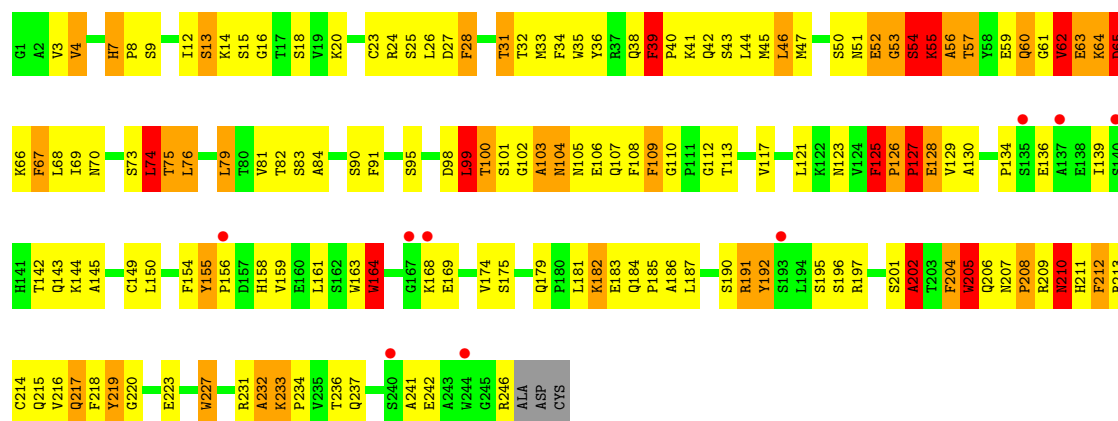 G1 A2 V3 V4 H7 P8 S9 I12 S13 K14 S15 G16 T17 S18 V19 K20 C23 R24 S25 L26 D27 F28 T31 T32 M33 F34 W35 Y36 R37 Q38 F39 P40 K41 Q42 S43 L44 M45 L46 M47 S50 N51 E52 G53 S54 K55 A56 T57 Y58 E59 Q60 G61 V62 E63 K64
K66 F67 L68 I69 N70 S73 L74 T75 L76 L79 T80 V81 T82 S83 A84 S90 F91 S95 D98 L99 T100 S101 G102 A103 N104 N105 E106 Q107 F108 F109 G110 P111 G112 T113 V117 L121 K122 N123 V124 F125 P126 P127 E128 V129 A130 P134 S135 E136 A137 E138 I139
H141 T142 Q143 K144 A145 C149 L150 F154 Y155 P156 D157 H158 V159 E160 L161 S162 W163 W164 G167 K168 E169 V174 S175 Q179 P180 L181 K182 E183 Q184 P185 A186 L187 S190 R191 Y192 S193 L194 S195 S196 R197 S201 A202 T203 F204 W205 Q206 N207 P208 R209 N210 H211 F212
C214 Q215 V216 Q217 F218 Y219 G220 E223 W227 R231 A232 K233 P234 V235 T236 Q237 S240 A241 E242 A243 W244 G245 R246 ALA ASP CYS